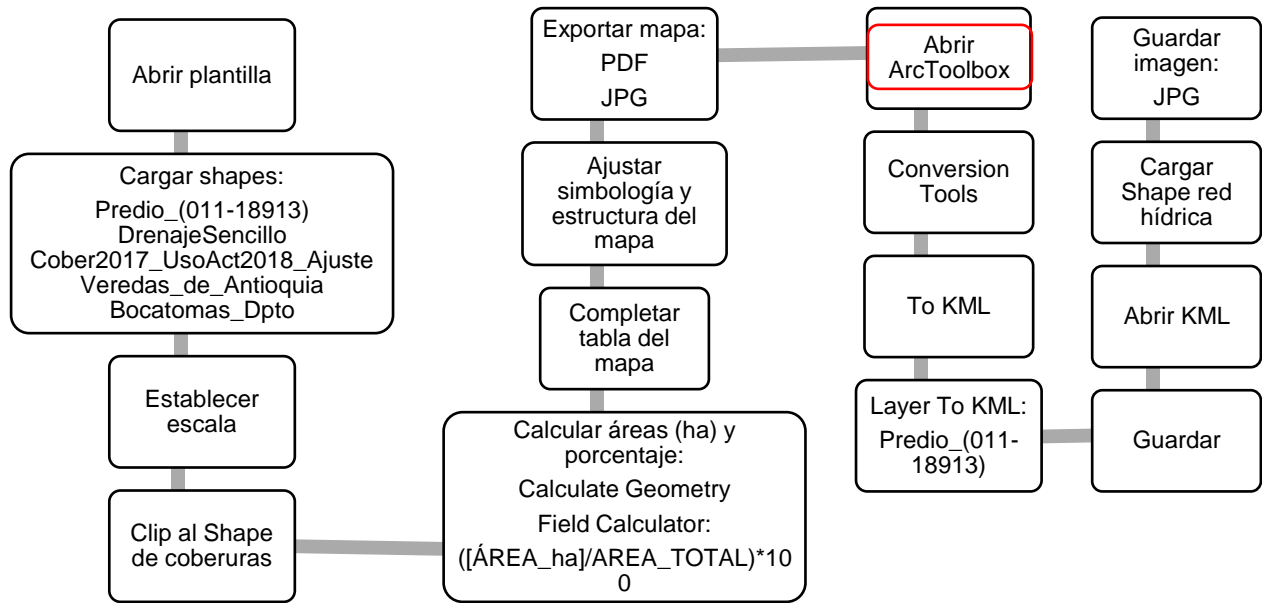 Abrir plantilla
Cargar shapes:
Predio_(011-18913)
DrenajeSencillo
Cober2017_UsoAct2018_Ajuste
Veredas_de_Antioquia
Bocatomas_Dpto
Establecer
escala
Clip al Shape
de coberuras
Calcular áreas (ha) y
porcentaje:
Calculate Geometry
Field Calculator:
([ÁREA_ha]/AREA_TOTAL)*10
0
Completar
tabla del
mapa
Ajustar
simbología y
estructura del
mapa
Exportar mapa:
PDF
JPG
Abrir
ArcToolbox
Conversion
Tools
To KML
Layer To KML:
Predio_(011-
18913)
Guardar
Abrir KML
Cargar
Shape red
hídrica
Guardar
imagen:
JPG